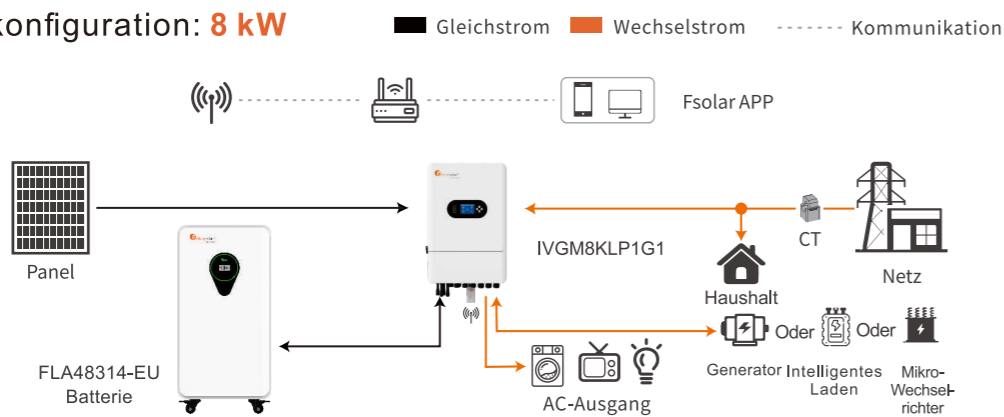 konfiguration: 8 kW
Gleichstrom
Wechselstrom
Kommunikation
Fsolar APP
Panel
IVGM8KLP1G1
CT
Netz
Haushalt
FLA48314-EU
Batterie
Oder
Oder
Generator
Intelligentes
Laden
Mikro-
Wechsel-
richter
AC-Ausgang